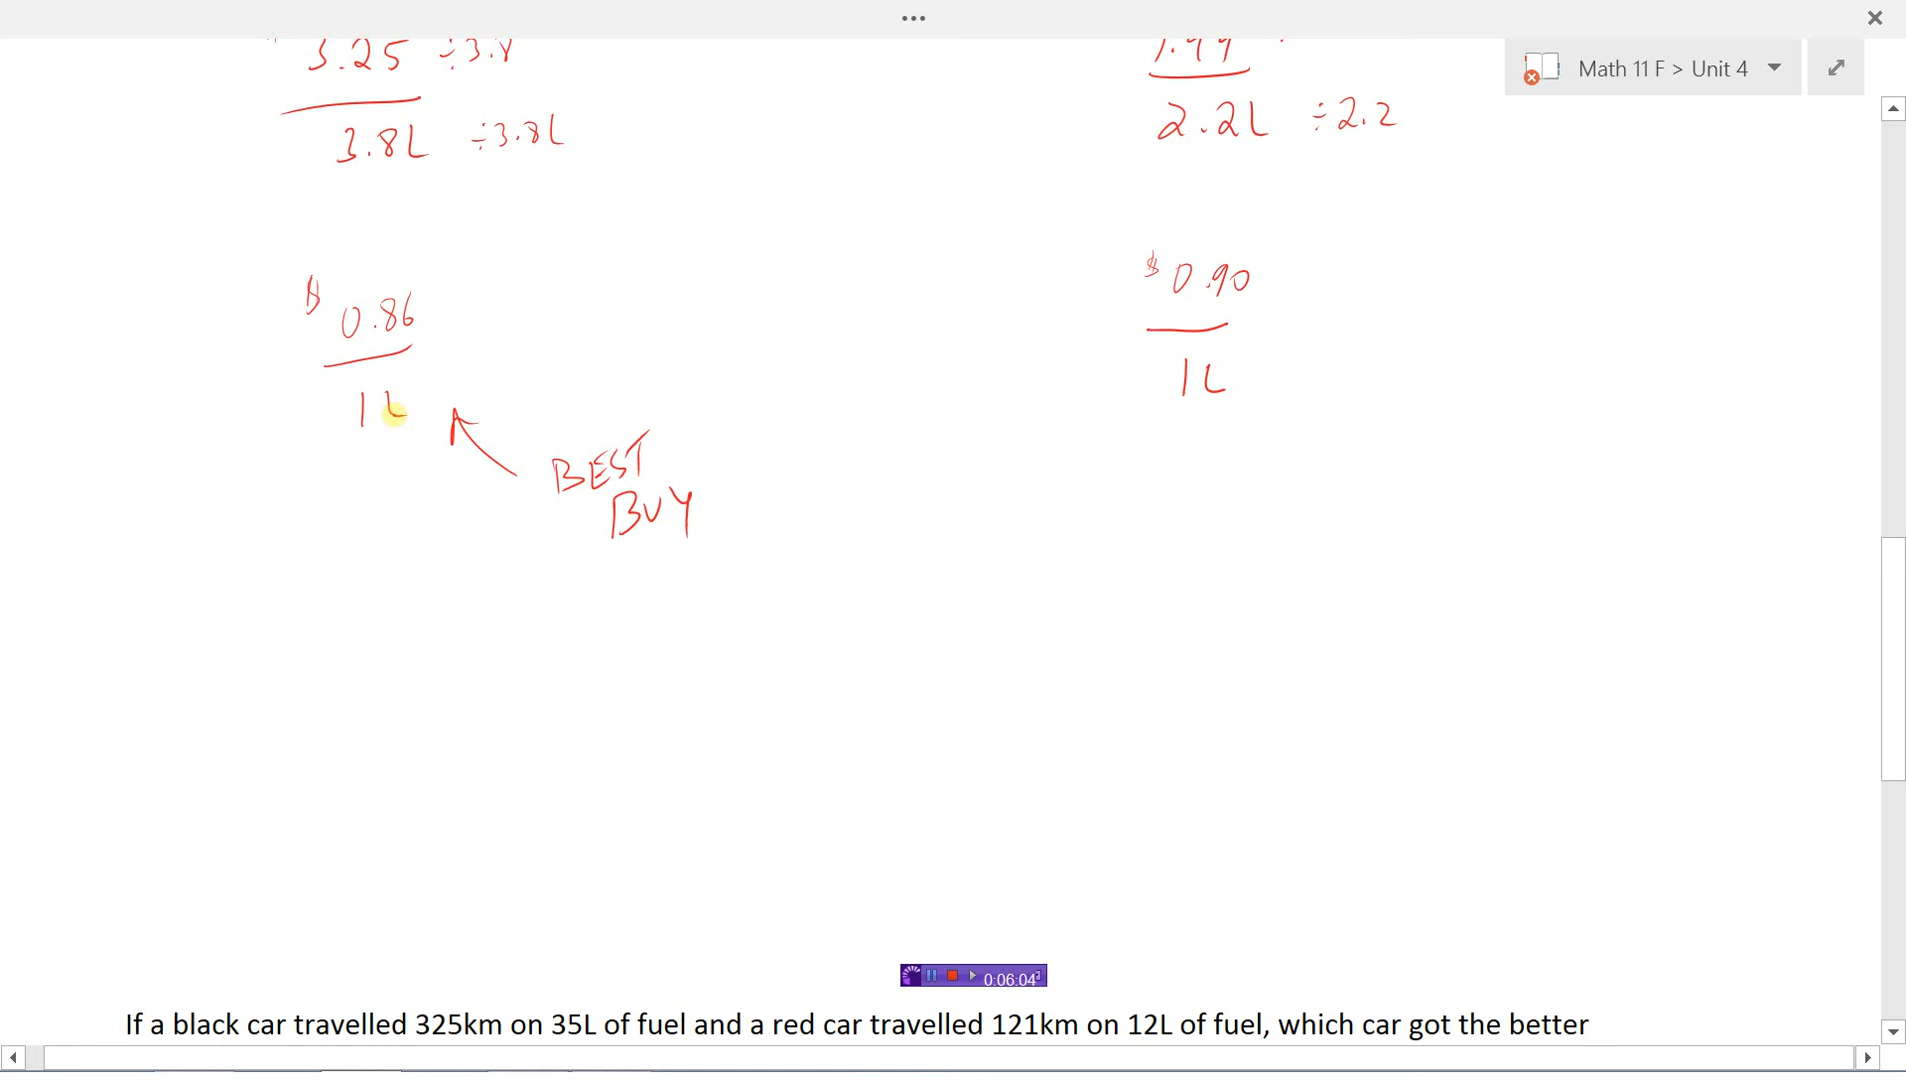 Math 11 F > Unit 4
3.25 ÷3.8
3.8L ÷3.8L
1.99
2.2L ÷2.2
$ 0.86
1L
$ 0.90
1L
BEST
BUY
0:06:04
If a black car travelled 325km on 35L of fuel and a red car travelled 121km on 12L of fuel, which car got the better